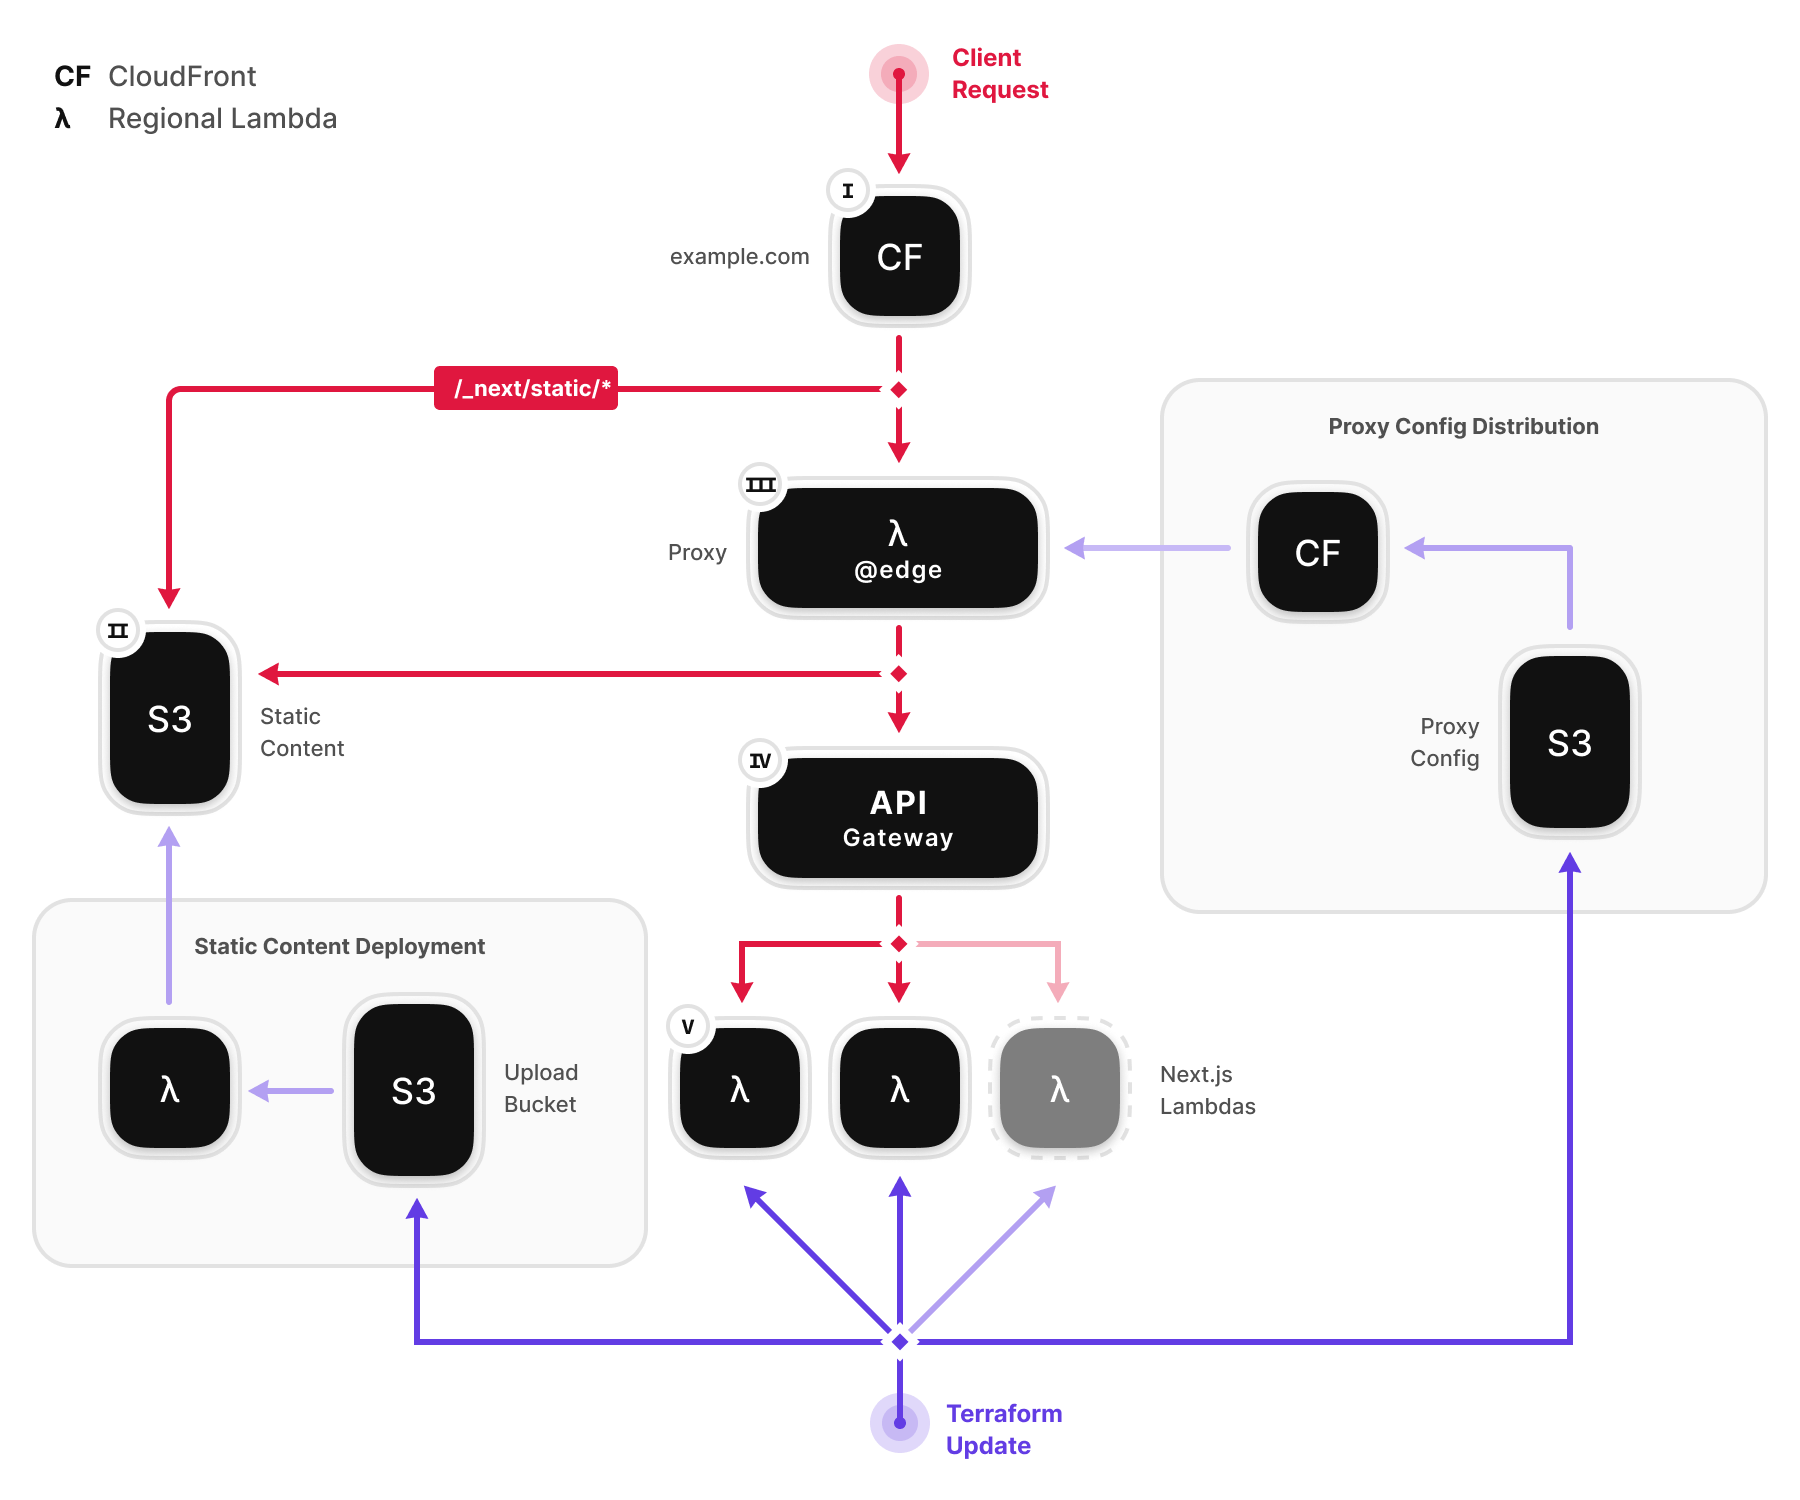 CF CloudFront
λ Regional Lambda
Client
Request
I
CF
example.com
/_next/static/*
Proxy Config Distribution
III
λ
@edge
Proxy
CF
II
S3
Static
Content
Proxy
Config
S3
IV
API
Gateway
Static Content Deployment
λ
S3
Upload
Bucket
V
λ
λ
λ
Next.js
Lambdas
Terraform
Update